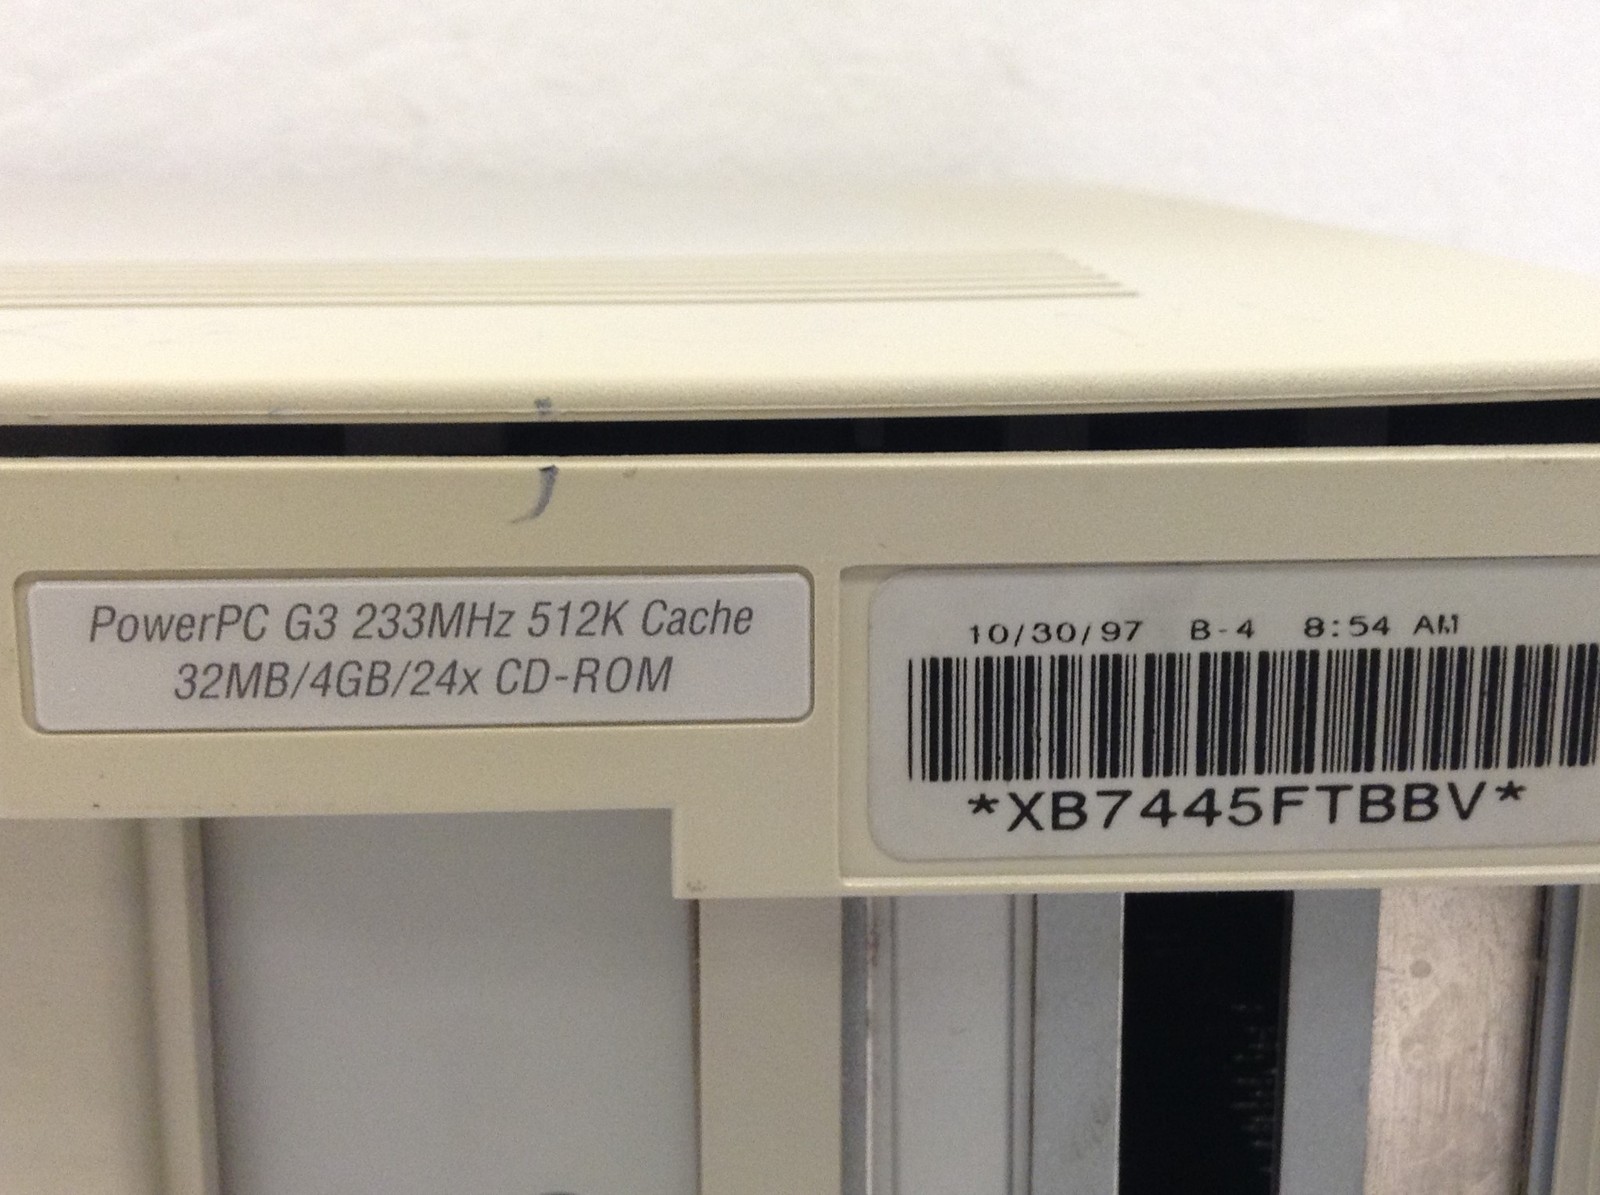 PowerPC G3 233MHz 512K Cache
32MB/4GB/24x CD-ROM
10/30/97 B-4 8:54 AM
*XB7445FTBBV*